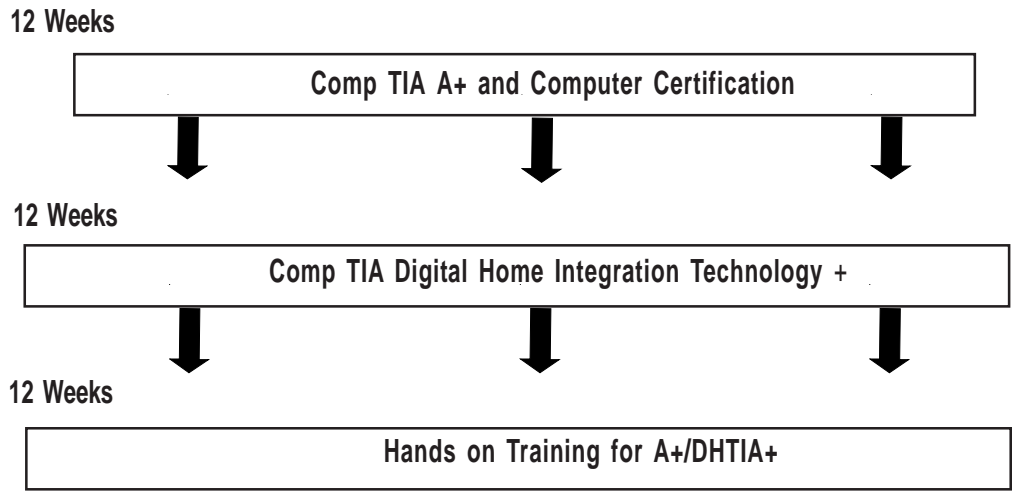 12 Weeks
Comp TIA A+ and Computer Certification
12 Weeks
Comp TIA Digital Home Integration Technology +
12 Weeks
Hands on Training for A+/DHTIA+